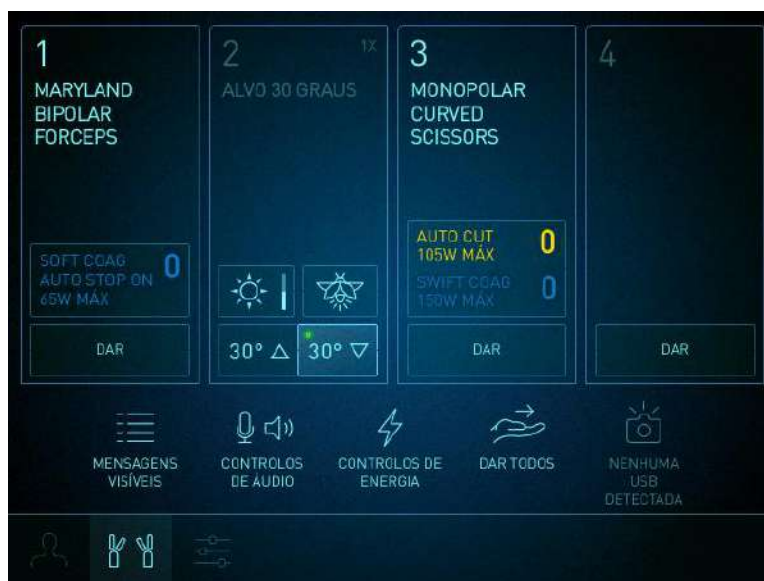 1
MARYLAND
BIPOLAR
FORCEPS
SOFT COAG
AUTO STOP ON
65W MÁX
0
DAR
2
1X
ALVO 30 GRAUS
30° △
30° ▽
3
MONOPOLAR
CURVED
SCISSORS
AUTO CUT
105W MÁX
0
SWIFT COAG
150W MÁX
0
DAR
4
DAR
MENSAGENS
VISÍVEIS
CONTROLOS
DE ÁUDIO
CONTROLOS DE
ENERGIA
DAR TODOS
NENHUMA
USB
DETECTADA